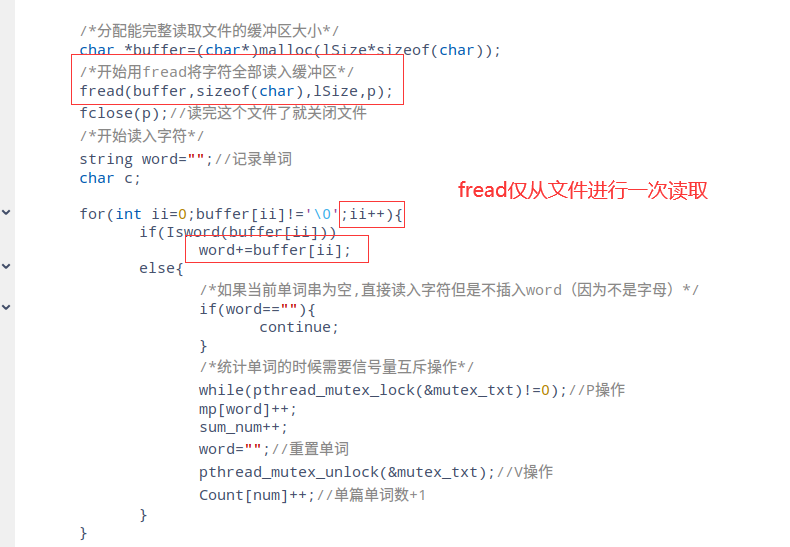 /*分配能完整读取文件的缓冲区大小*/
char *buffer=(char*)malloc(lSize*sizeof(char));
/*开始用fread将字符全部读入缓冲区*/
fread(buffer,sizeof(char),lSize,p);
fclose(p);//读完这个文件了就关闭文件
/*开始读入字符*/
string word="";//记录单词
char c;
fread仅从文件进行一次读取
for(int ii=0;buffer[ii]!='\0';ii++){
if(Isword(buffer[ii]))
word+=buffer[ii];
else{
/*如果当前单词串为空,直接读入字符但是不插入word（因为不是字母）*/
if(word==""){
continue;
}
/*统计单词的时候需要信号量互斥操作*/
while(pthread_mutex_lock(&mutex_txt)!=0);//P操作
mp[word]++;
sum_num++;
word="";//重置单词
pthread_mutex_unlock(&mutex_txt);//V操作
Count[num]++;//单篇单词数+1
}
}